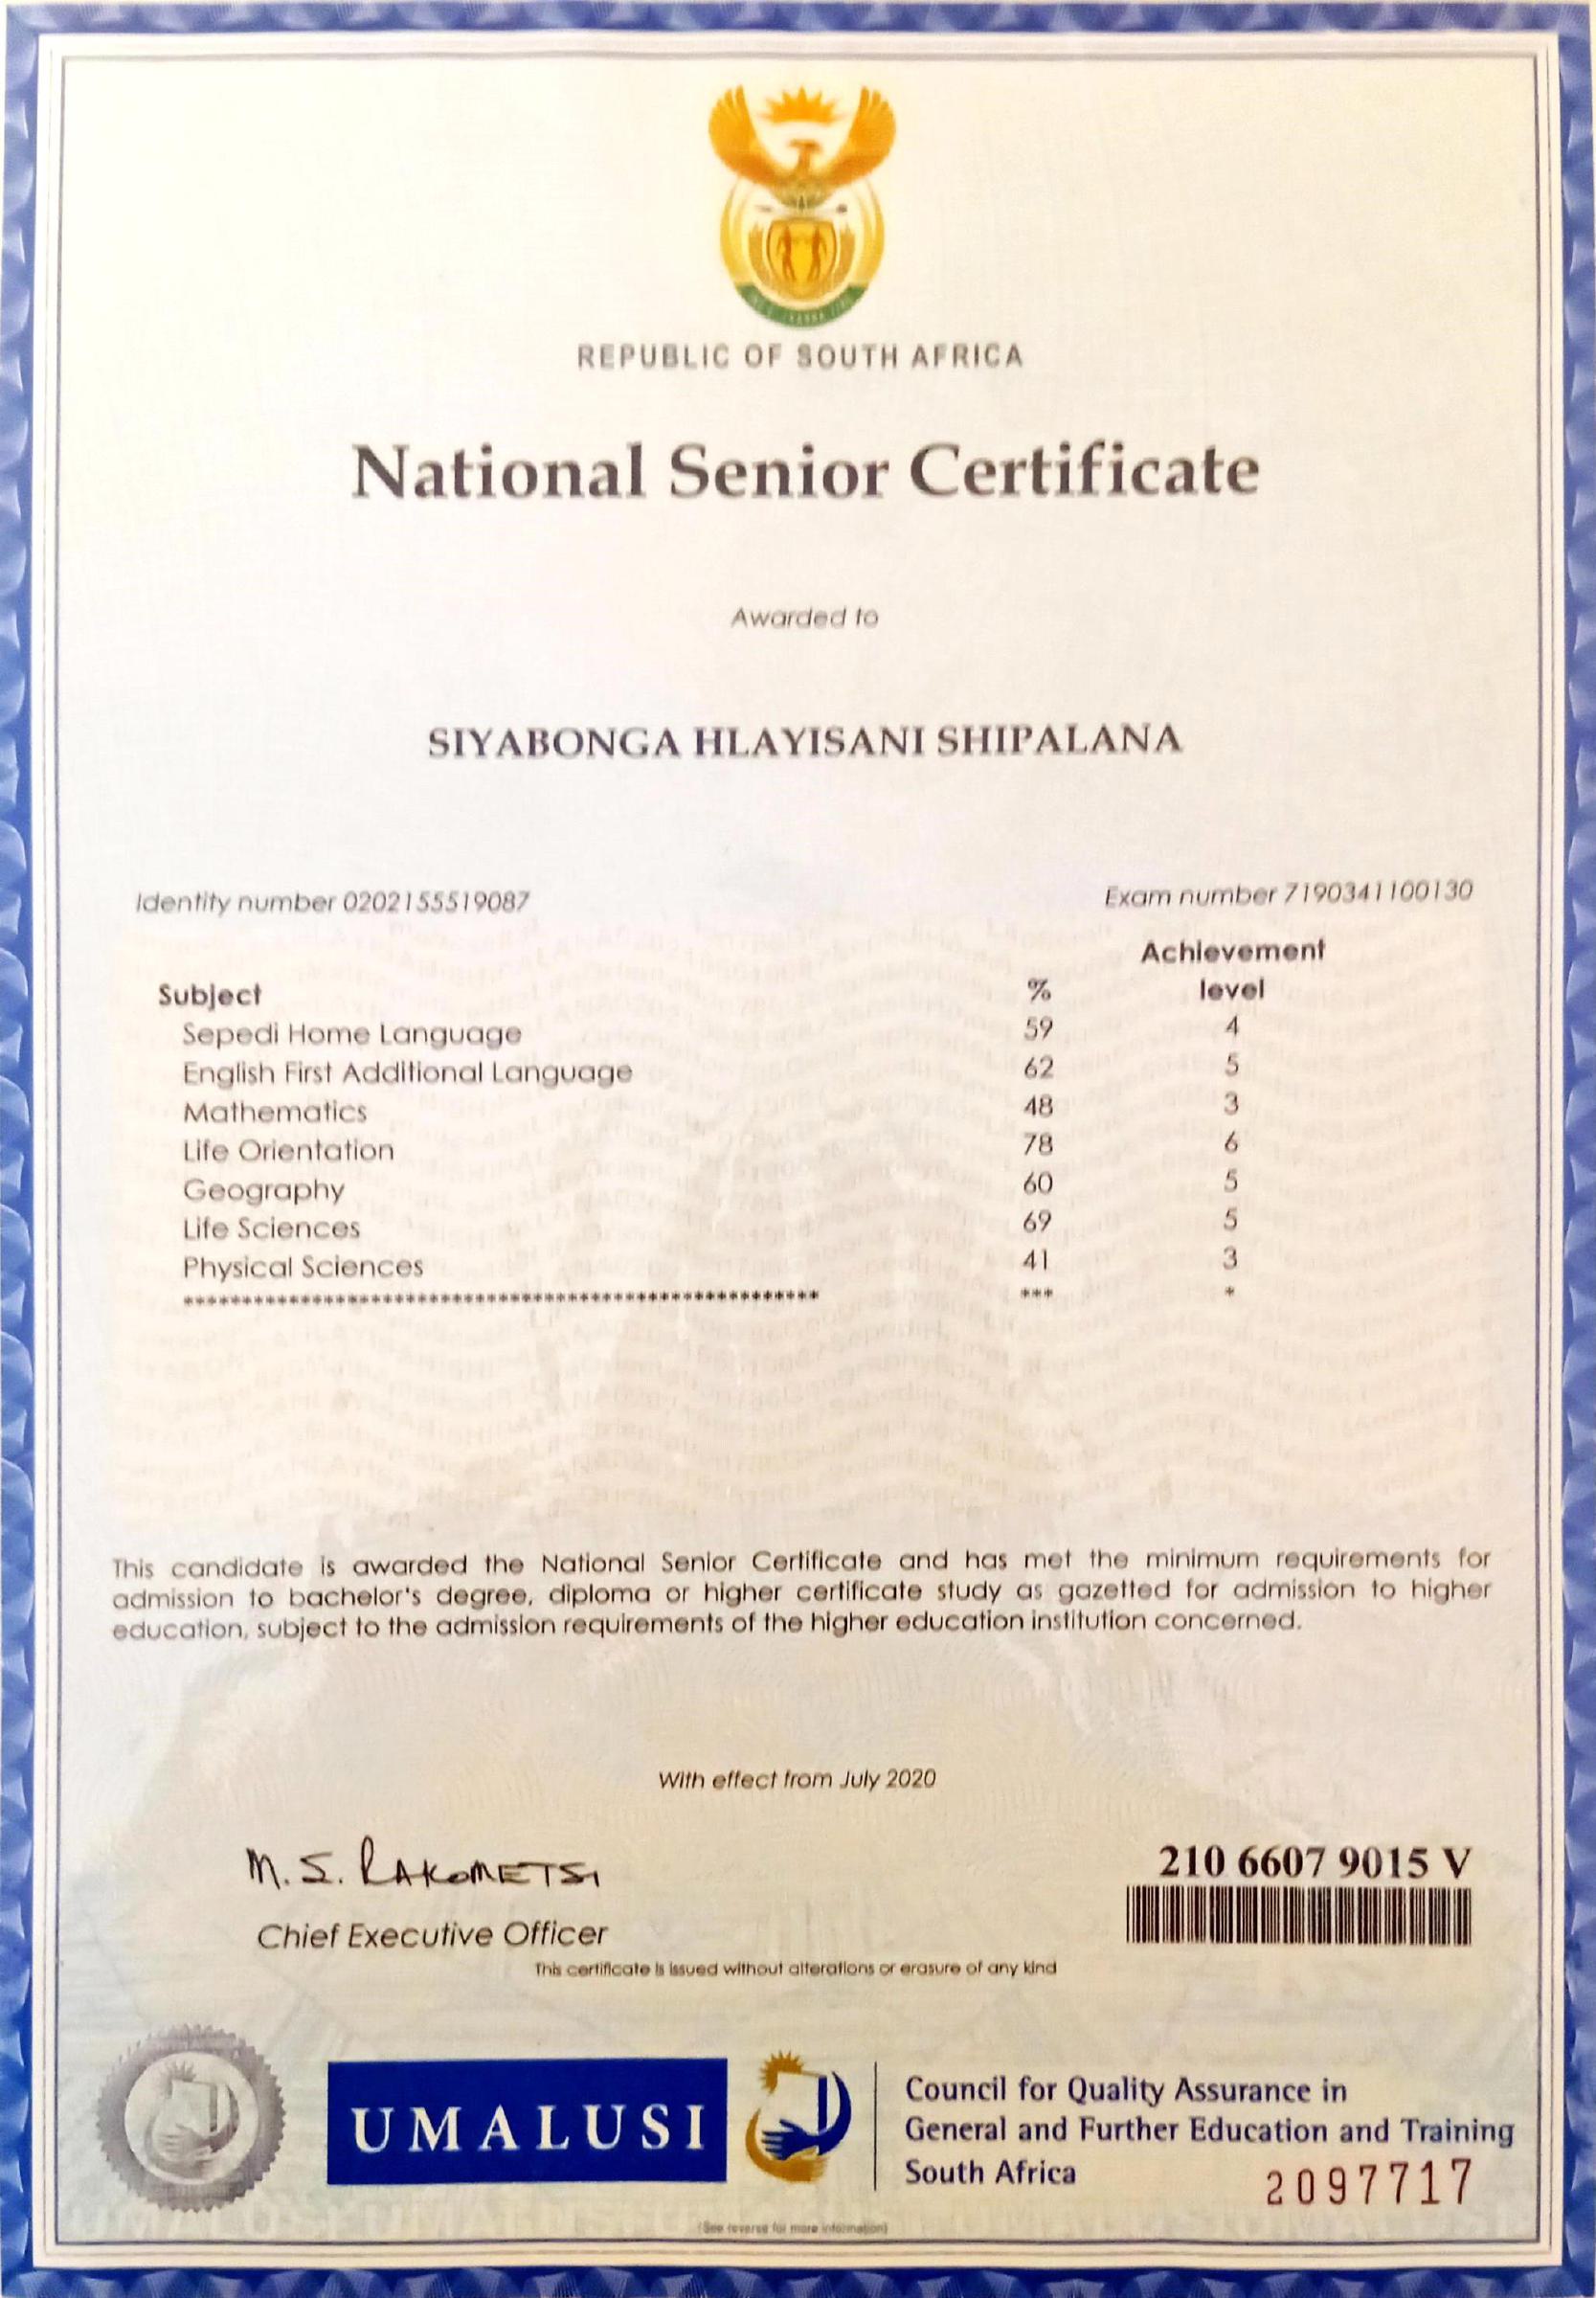 REPUBLIC OF SOUTH AFRICA
National Senior Certificate
Awarded to
SIYABONGA HLAYISANI SHIPALANA
Identity number 0202155519087 Exam number 7190341100130
Achievement
Subject % level
Sepedi Home Language 59 4
English First Additional Language 62 5
Mathematics 48 3
Life Orientation 78 6
Geography 60 5
Life Sciences 69 5
Physical Sciences 41 3
******************************************************* *** *
This candidate is awarded the National Senior Certificate and has met the minimum requirements for
admission to bachelor's degree, diploma or higher certificate study as gazetted for admission to higher
education, subject to the admission requirements of the higher education institution concerned.
With effect from July 2020
M.S. RAKOMETSI
210 6607 9015 V
Chief Executive Officer
This certificate is issued without alterations or erasure of any kind
UMALUSI
Council for Quality Assurance in
General and Further Education and Training
South Africa
2097717
(See reverse for more information)